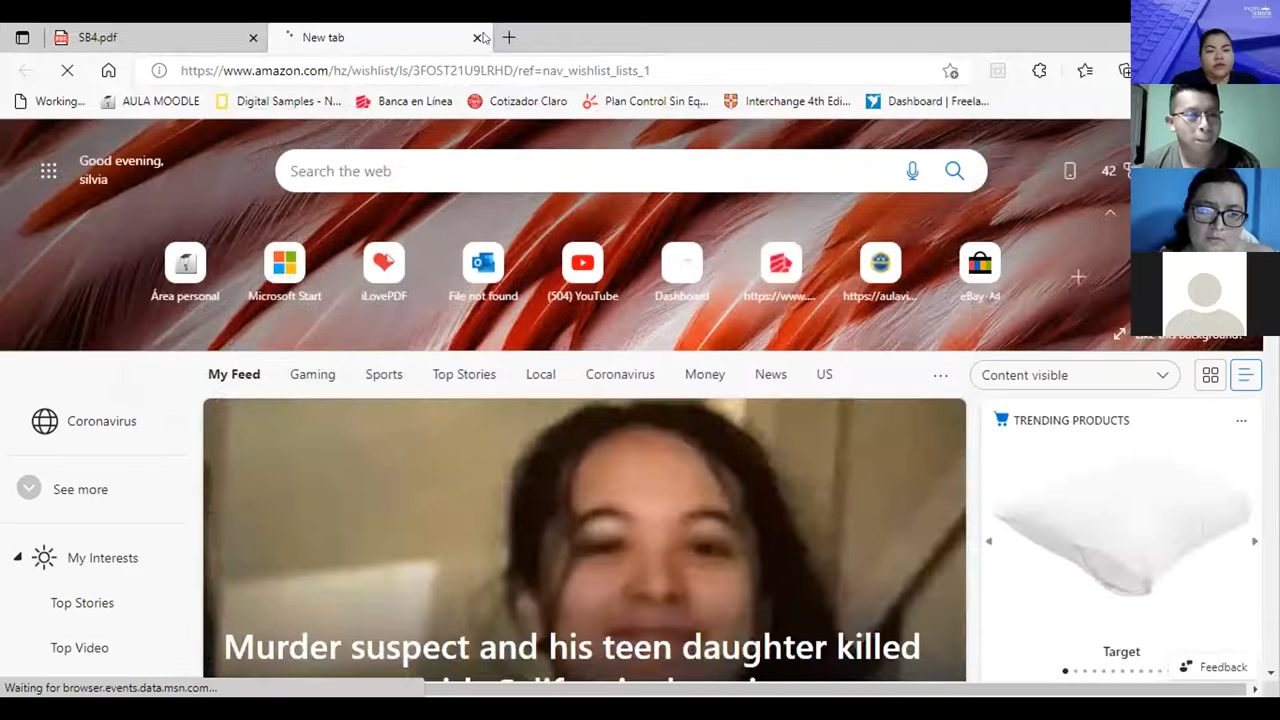 SB4.pdf
New tab
https://www.amazon.com/hz/wishlist/ls/3FOST21U9LRHD/ref=nav_wishlist_lists_1
Working... AULA MOODLE Digital Samples - N... Banca en Línea Cotizador Claro Plan Control Sin Eq... Interchange 4th Edi... Dashboard | Freela...
Good evening,
silvia
Search the web
42
Área personal Microsoft Start iLovePDF File not found (504) YouTube Dashboard https://www.... https://aulavi... eBay · Ad
My Feed Gaming Sports Top Stories Local Coronavirus Money News US ... Content visible
Coronavirus
See more
My Interests
Top Stories
Top Video
TRENDING PRODUCTS
Murder suspect and his teen daughter killed
Target
Feedback
Waiting for browser.events.data.msn.com...